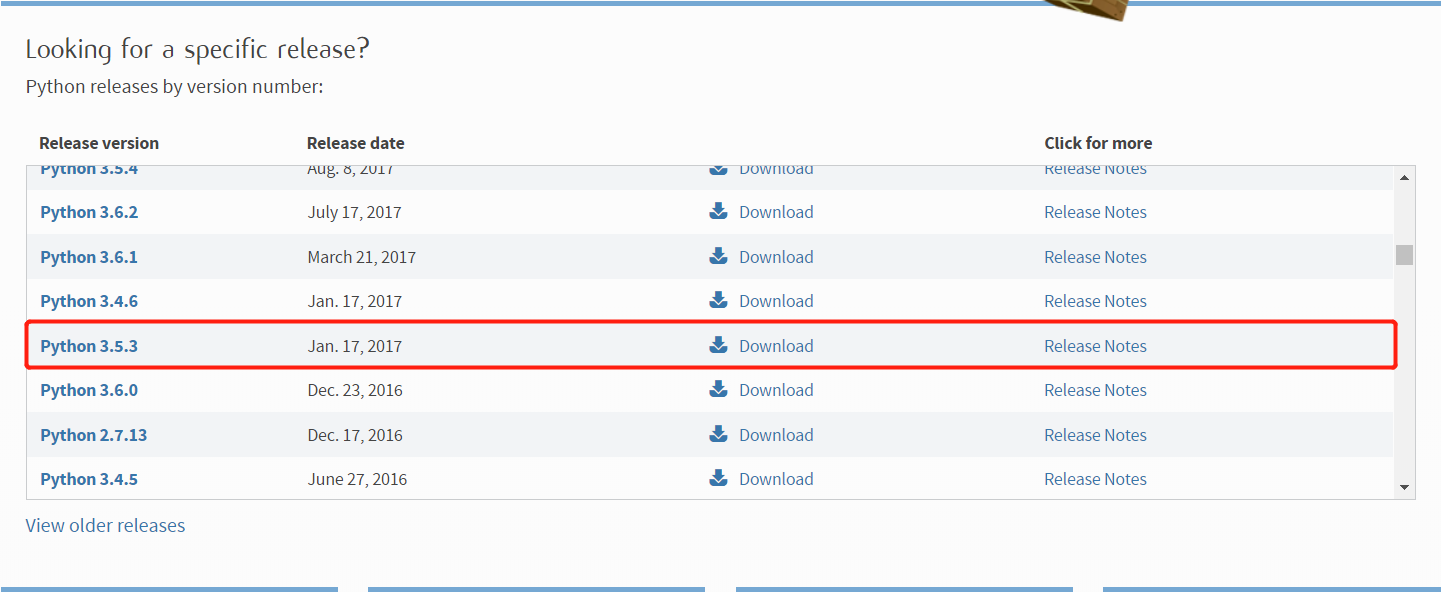 Looking for a specific release?
Python releases by version number:
Release version Release date Click for more
Python 3.5.4 Aug. 8, 2017 Download Release Notes
Python 3.6.2 July 17, 2017 Download Release Notes
Python 3.6.1 March 21, 2017 Download Release Notes
Python 3.4.6 Jan. 17, 2017 Download Release Notes
Python 3.5.3 Jan. 17, 2017 Download Release Notes
Python 3.6.0 Dec. 23, 2016 Download Release Notes
Python 2.7.13 Dec. 17, 2016 Download Release Notes
Python 3.4.5 June 27, 2016 Download Release Notes
View older releases